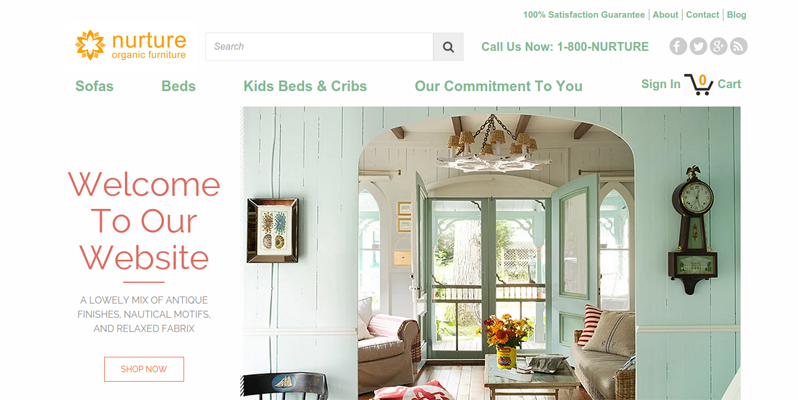 100% Satisfaction Guarantee | About | Contact | Blog
nurture
organic furniture
Search
Call Us Now: 1-800-NURTURE
Sofas
Beds
Kids Beds & Cribs
Our Commitment To You
Sign In
0
Cart
Welcome
To Our
Website
A LOWELY MIX OF ANTIQUE
FINISHES, NAUTICAL MOTIFS,
AND RELAXED FABRIX
SHOP NOW